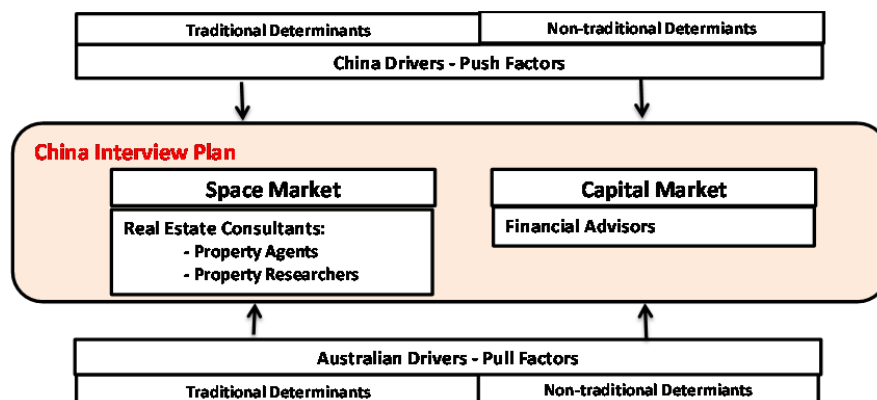 Traditional Determinants
Non-traditional Determiants
China Drivers - Push Factors
China Interview Plan
Space Market
Capital Market
Real Estate Consultants:
- Property Agents
- Property Researchers
Financial Advisors
Australian Drivers - Pull Factors
Traditional Determinants
Non-traditional Determiants